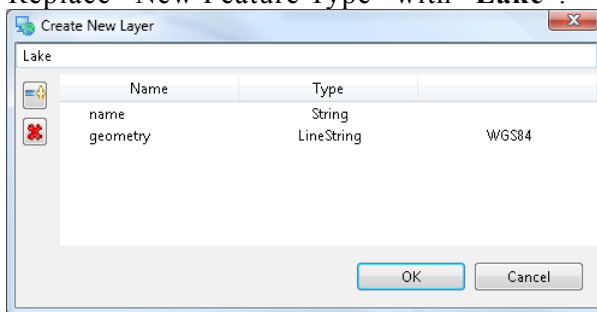 Replace "New Feature Type" with "Lake".
Create New Layer
Lake
Name Type
name String
geometry LineString WGS84
OK Cancel